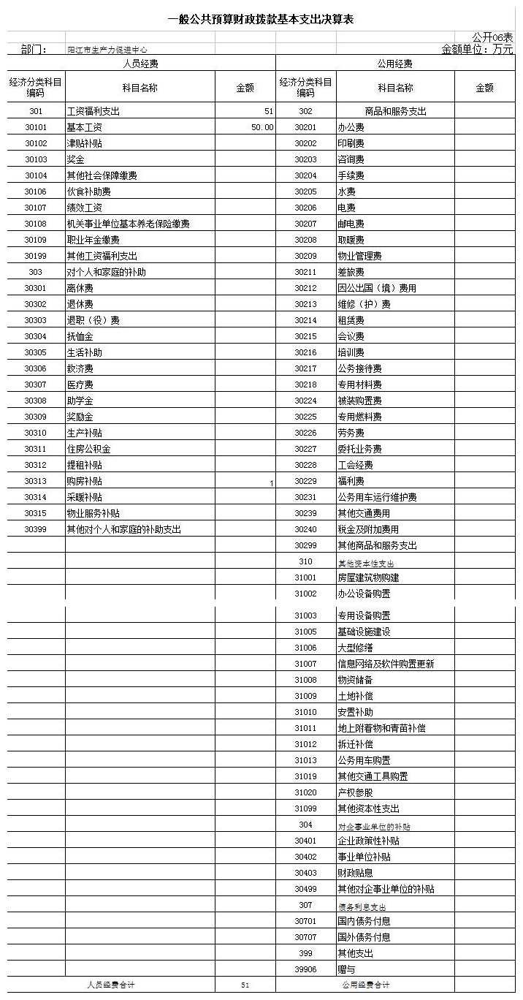 一般公共预算财政拨款基本支出决算表
公开06表
部门： 阳江市生产力促进中心 金额单位：万元
人员经费 公用经费
经济分类科目编码 科目名称 金额 经济分类科目编码 科目名称 金额
301 工资福利支出 51 302 商品和服务支出
30101 基本工资 50.00 30201 办公费
30102 津贴补贴 30202 印刷费
30103 奖金 30203 咨询费
30104 其他社会保障缴费 30204 手续费
30106 伙食补助费 30205 水费
30107 绩效工资 30206 电费
30108 机关事业单位基本养老保险缴费 30207 邮电费
30109 职业年金缴费 30208 取暖费
30199 其他工资福利支出 30209 物业管理费
303 对个人和家庭的补助 30211 差旅费
30301 离休费 30212 因公出国（境）费用
30302 退休费 30213 维修（护）费
30303 退职（役）费 30214 租赁费
30304 抚恤金 30215 会议费
30305 生活补助 30216 培训费
30306 救济费 30217 公务接待费
30307 医疗费 30218 专用材料费
30308 助学金 30224 被装购置费
30309 奖励金 30225 专用燃料费
30310 生产补贴 30226 劳务费
30311 住房公积金 30227 委托业务费
30312 提租补贴 30228 工会经费
30313 购房补贴 1 30229 福利费
30314 采暖补贴 30231 公务用车运行维护费
30315 物业服务补贴 30239 其他交通费用
30399 其他对个人和家庭的补助支出 30240 税金及附加费用
30299 其他商品和服务支出
310 其他资本性支出
31001 房屋建筑物购建
31002 办公设备购置
31003 专用设备购置
31005 基础设施建设
31006 大型修缮
31007 信息网络及软件购置更新
31008 物资储备
31009 土地补偿
31010 安置补助
31011 地上附着物和青苗补偿
31012 拆迁补偿
31013 公务用车购置
31019 其他交通工具购置
31020 产权参股
31099 其他资本性支出
304 对企事业单位的补贴
30401 企业政策性补贴
30402 事业单位补贴
30403 财政贴息
30499 其他对企事业单位的补贴
307 债务利息支出
30701 国内债务付息
30707 国外债务付息
399 其他支出
39906 赠与
人员经费合计 51 公用经费合计